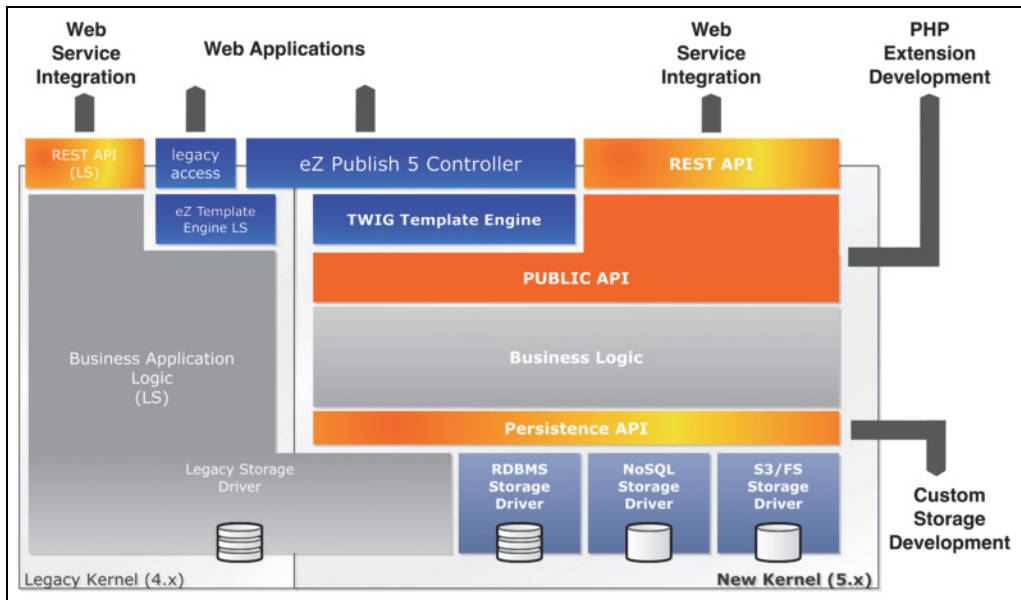 Web
Service
Integration
Web Applications
Web
Service
Integration
PHP
Extension
Development
REST API
(LS)
legacy
access
eZ Publish 5 Controller
REST API
eZ Template
Engine LS
TWIG Template Engine
PUBLIC API
Business Application
Logic
(LS)
Business Logic
Persistence API
Legacy Storage
Driver
RDBMS
Storage
Driver
NoSQL
Storage
Driver
S3/FS
Storage
Driver
Custom
Storage
Development
Legacy Kernel (4.x)
New Kernel (5.x)